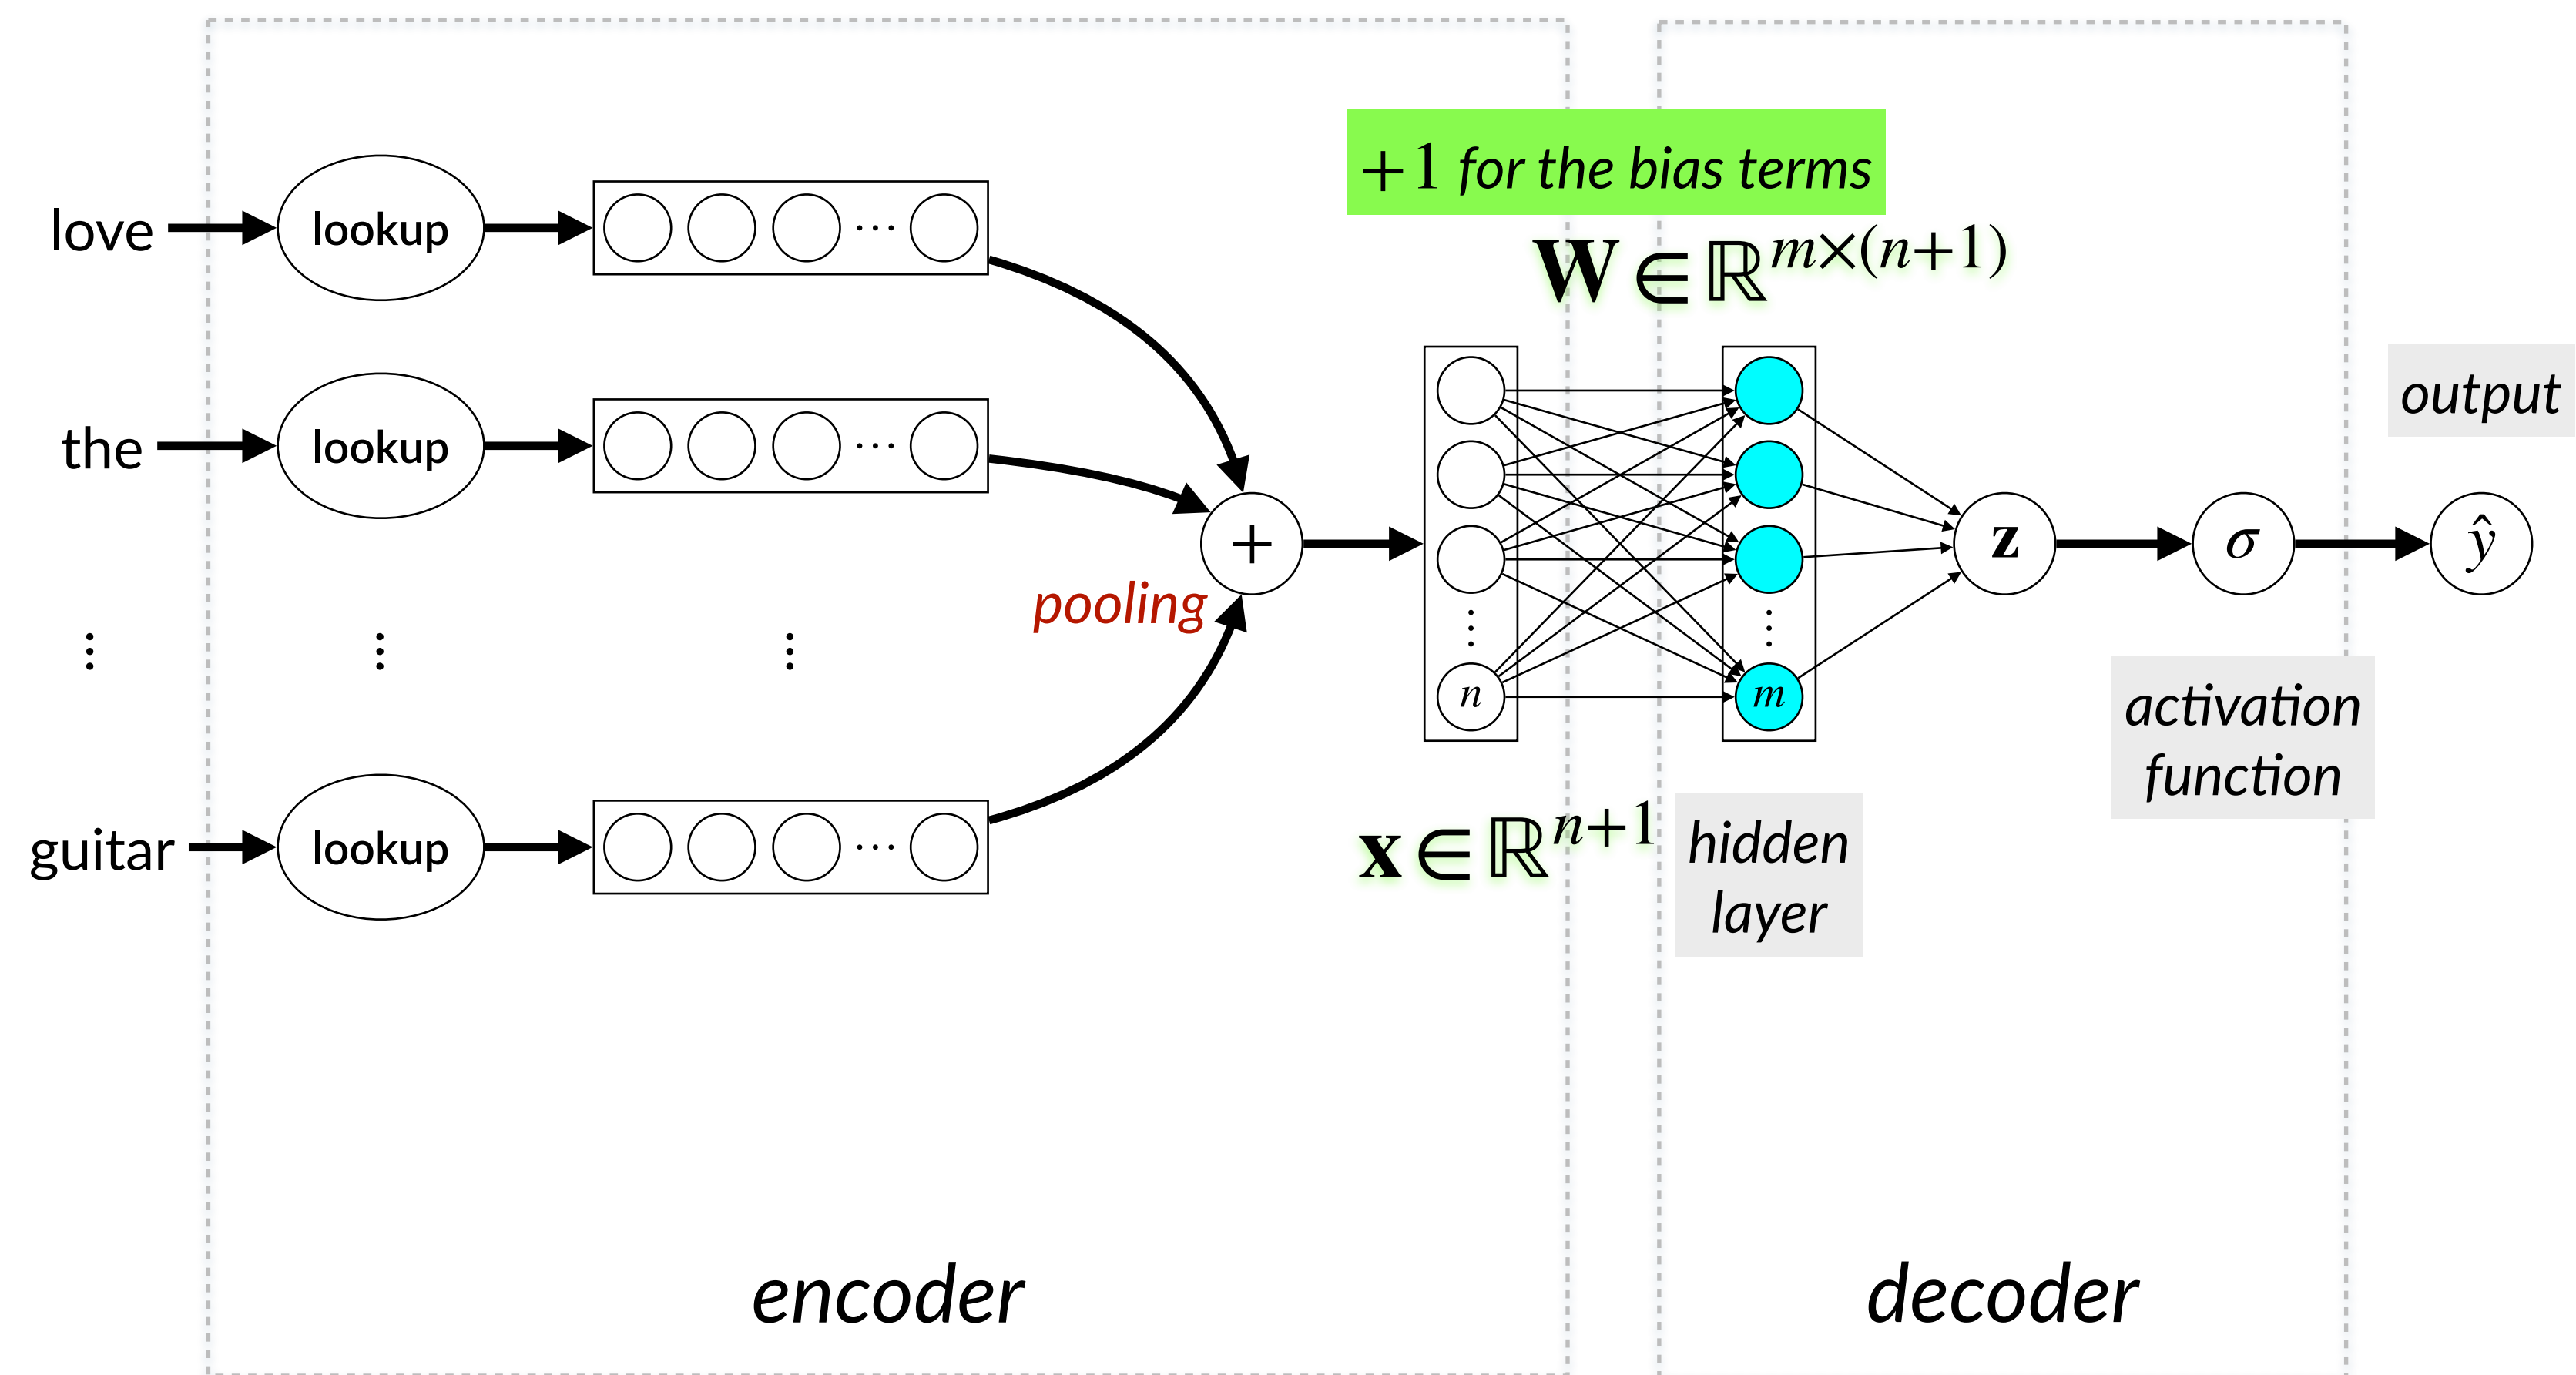 +1 for the bias terms
W ∈ ℝ^{m×(n+1)}
love
lookup
⋯
the
lookup
⋯
output
+
z
σ
ŷ
pooling
⋮
⋮
⋮
⋮
⋮
n
m
activation
function
guitar
lookup
⋯
x ∈ ℝ^{n+1}
hidden
layer
encoder
decoder